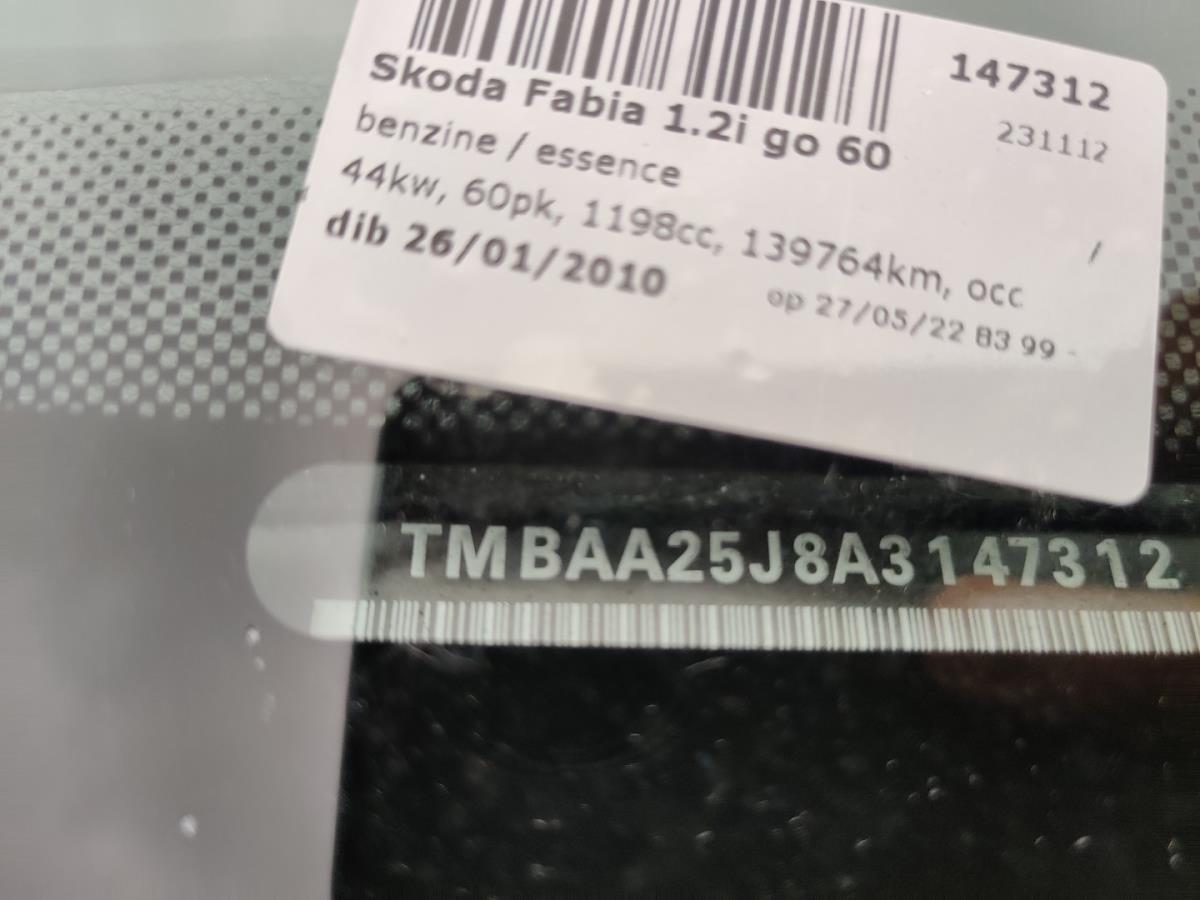 147312
231112
Skoda Fabia 1.2i go 60
benzine / essence
44kw, 60pk, 1198cc, 139764km, occ /
dib 26/01/2010
op 27/05/22 83 99 -
TMBAA25J8A3147312